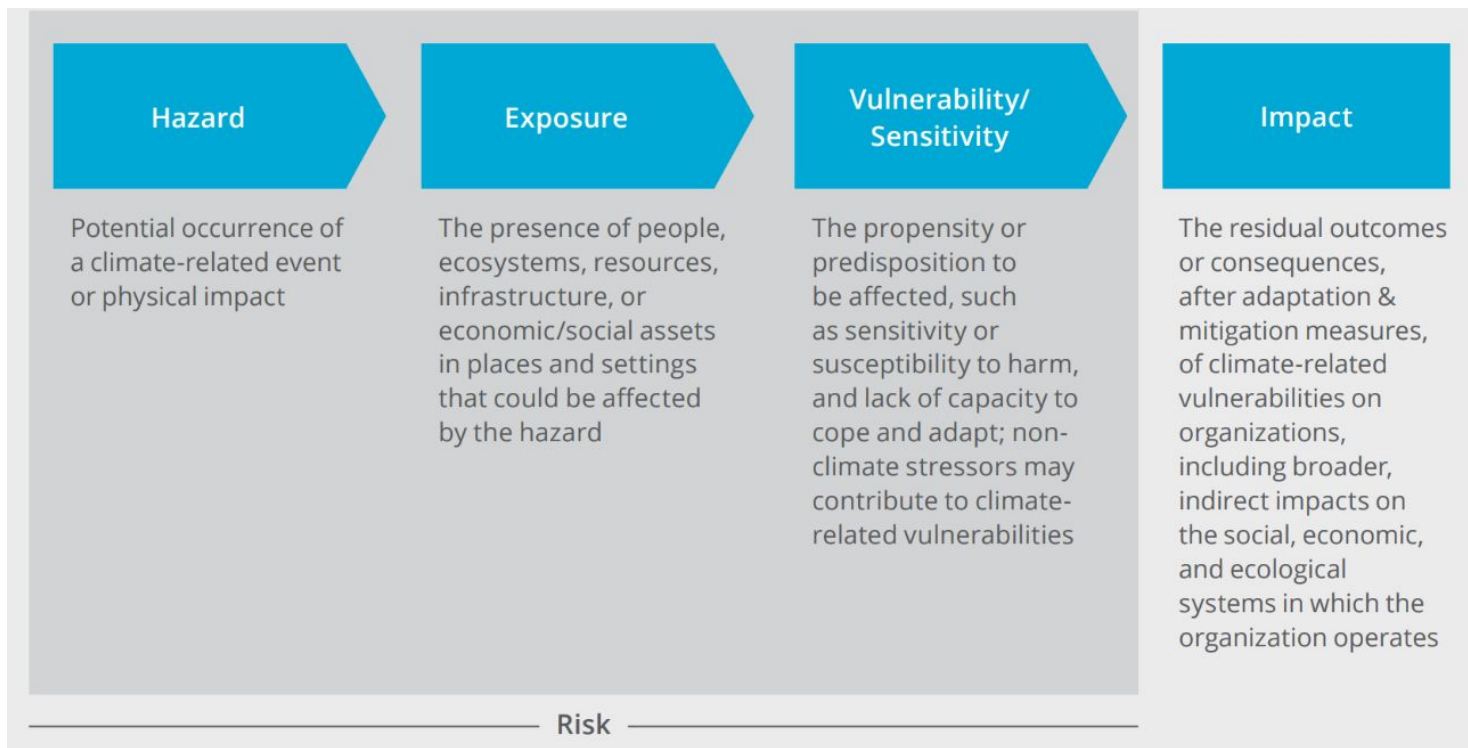 Hazard
Potential occurrence of
a climate-related event
or physical impact
Exposure
The presence of people,
ecosystems, resources,
infrastructure, or
economic/social assets
in places and settings
that could be affected
by the hazard
Vulnerability/
Sensitivity
The propensity or
predisposition to
be affected, such
as sensitivity or
susceptibility to harm,
and lack of capacity to
cope and adapt; non-
climate stressors may
contribute to climate-
related vulnerabilities
Impact
The residual outcomes
or consequences,
after adaptation &
mitigation measures,
of climate-related
vulnerabilities on
organizations,
including broader,
indirect impacts on
the social, economic,
and ecological
systems in which the
organization operates
Risk